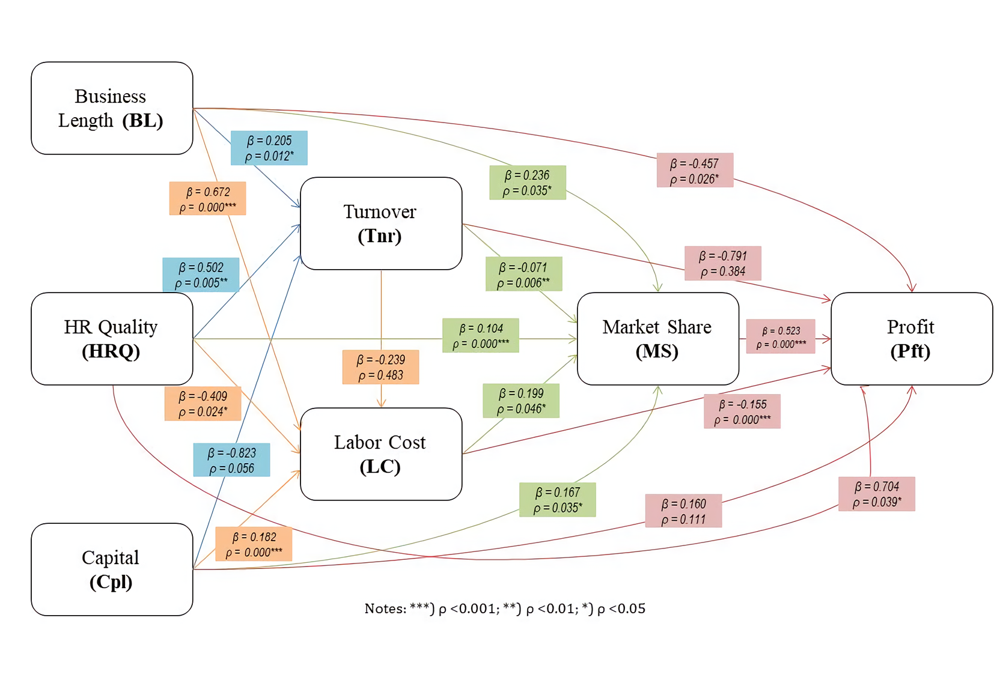 Business
Length (BL)
β = 0.205
ρ = 0.012*
β = -0.457
ρ = 0.026*
β = 0.236
ρ = 0.035*
β = 0.672
ρ = 0.000***
Turnover
(Tnr)
β = -0.791
ρ = 0.384
β = 0.502
ρ = 0.005**
β = -0.071
ρ = 0.006**
HR Quality
(HRQ)
β = 0.104
ρ = 0.000***
Market Share
(MS)
β = 0.523
ρ = 0.000***
Profit
(Pft)
β = -0.239
ρ = 0.483
β = -0.409
ρ = 0.024*
β = 0.199
ρ = 0.046*
β = -0.155
ρ = 0.000***
Labor Cost
(LC)
β = -0.823
ρ = 0.056
β = 0.167
ρ = 0.035*
β = 0.160
ρ = 0.111
β = 0.704
ρ = 0.039*
β = 0.182
ρ = 0.000***
Capital
(Cpl)
Notes: ***) ρ <0.001; **) ρ <0.01; *) ρ <0.05